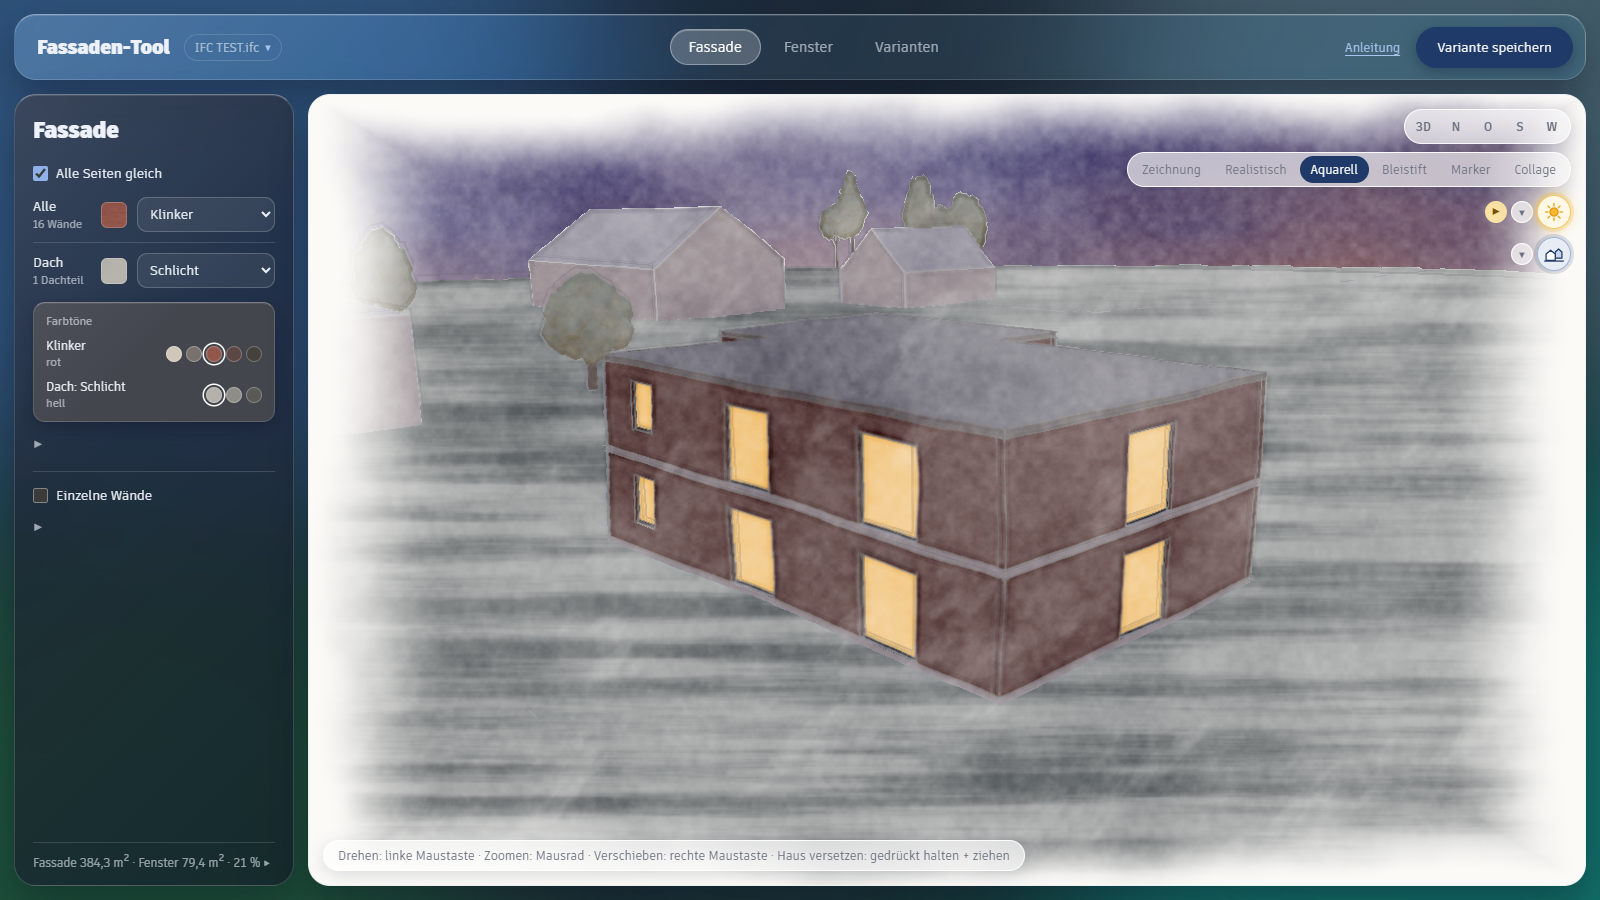 Fassaden-Tool
IFC TEST.ifc ▾
Fassade
Fenster
Varianten
Anleitung
Variante speichern
Fassade
Alle Seiten gleich
Alle
16 Wände
Klinker
Dach
1 Dachteil
Schlicht
Farbtöne
Klinker
rot
Dach: Schlicht
hell
Einzelne Wände
Fassade 384,3 m² · Fenster 79,4 m² · 21 % ▸
3D N O S W
Zeichnung Realistisch Aquarell Bleistift Marker Collage
Drehen: linke Maustaste · Zoomen: Mausrad · Verschieben: rechte Maustaste · Haus versetzen: gedrückt halten + ziehen